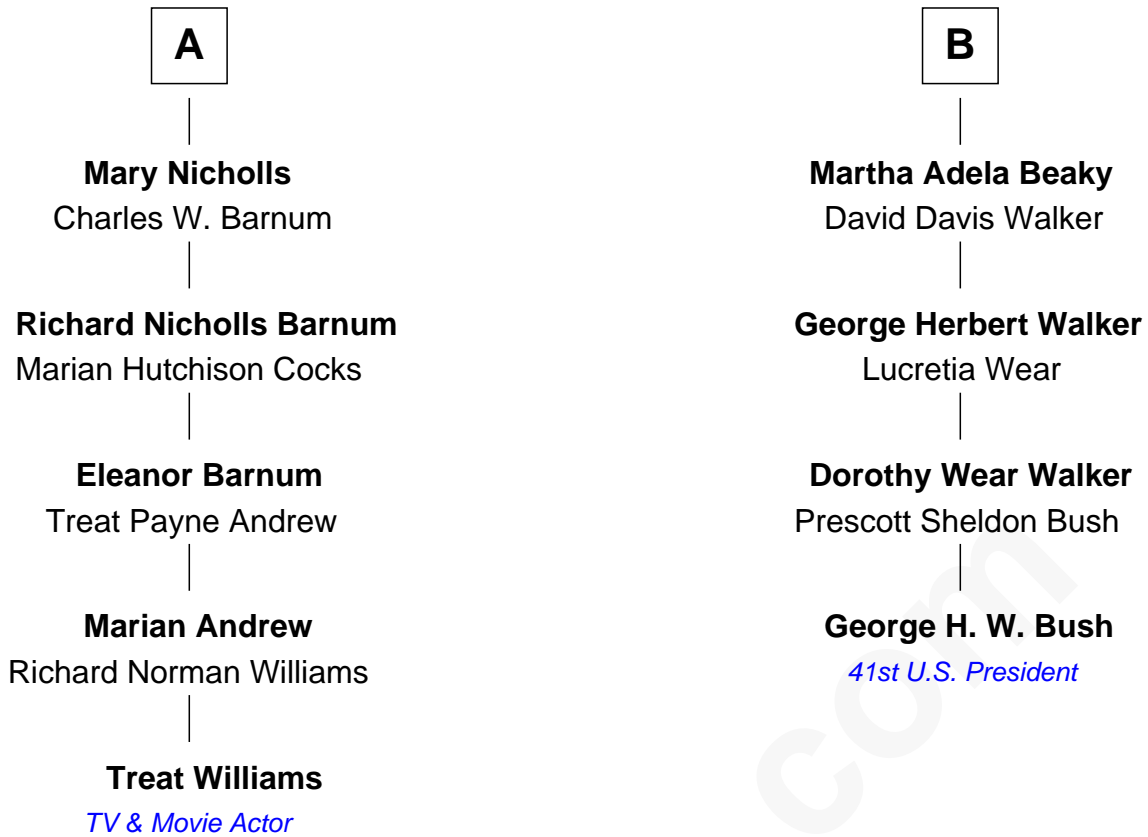 A
Mary Nicholls
Charles W. Barnum
Richard Nicholls Barnum
Marian Hutchison Cocks
Eleanor Barnum
Treat Payne Andrew
Marian Andrew
Richard Norman Williams
Treat Williams
TV & Movie Actor
B
Martha Adela Beaky
David Davis Walker
George Herbert Walker
Lucretia Wear
Dorothy Wear Walker
Prescott Sheldon Bush
George H. W. Bush
41st U.S. President
com